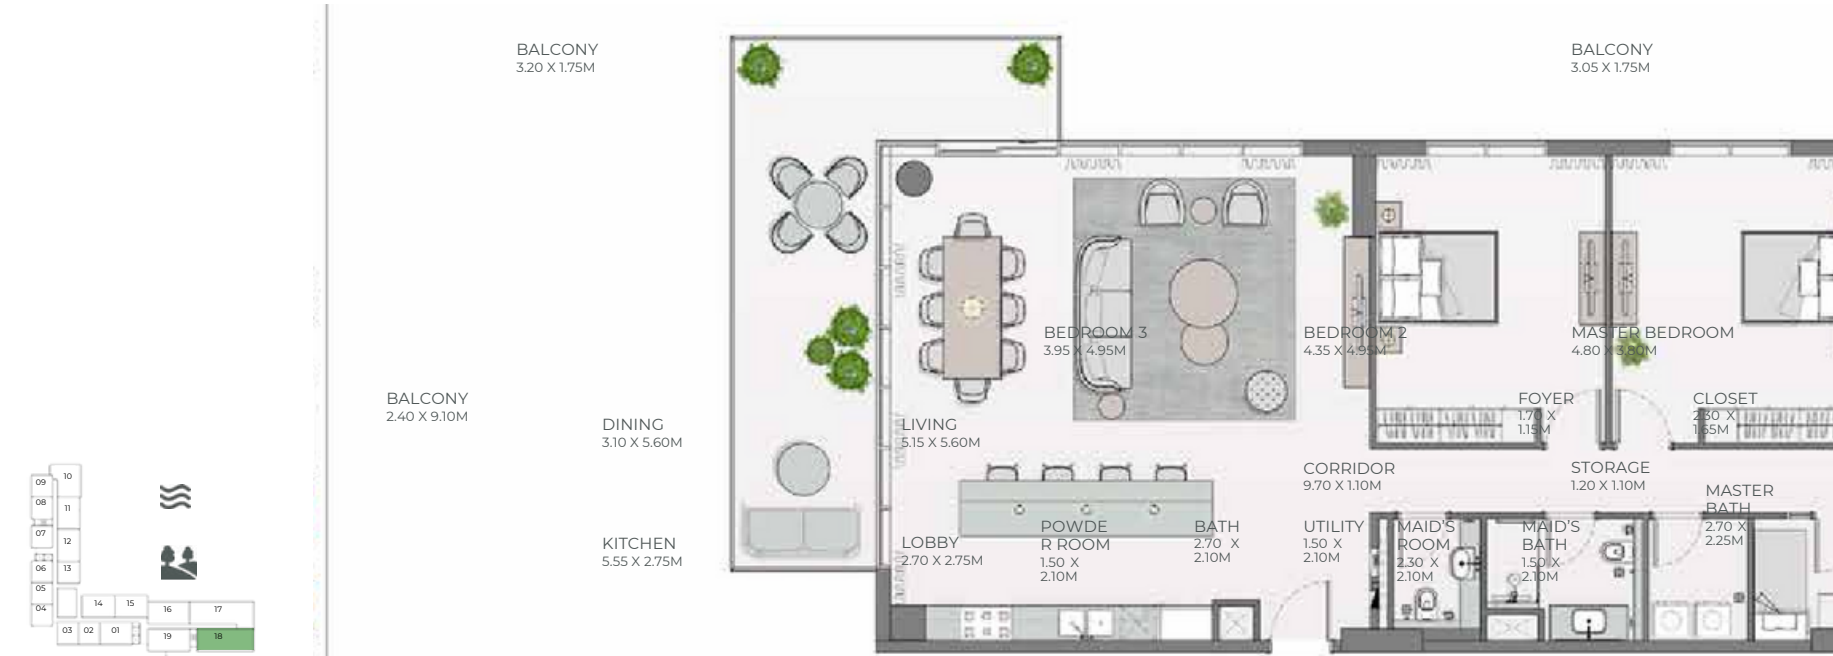 BALCONY
3.20 X 1.75M
BALCONY
3.05 X 1.75M
BEDROOM 3
3.95 X 4.95M
BEDROOM 2
4.35 X 4.95M
MASTER BEDROOM
4.80 X 3.80M
BALCONY
2.40 X 9.10M
DINING
3.10 X 5.60M
LIVING
5.15 X 5.60M
FOYER
1.70 X
1.15M
CLOSET
2.30 X
1.65M
CORRIDOR
9.70 X 1.10M
STORAGE
1.20 X 1.10M
MASTER
BATH
2.70 X
2.25M
KITCHEN
5.55 X 2.75M
LOBBY
2.70 X 2.75M
POWDE
R ROOM
1.50 X
2.10M
BATH
2.70 X
2.10M
UTILITY
1.50 X
2.10M
MAID'S
ROOM
2.30 X
2.10M
MAID'S
BATH
1.50 X
2.10M
09
10
08
11
07
12
06
13
05
04
14
15
16
17
03
02
01
19
18